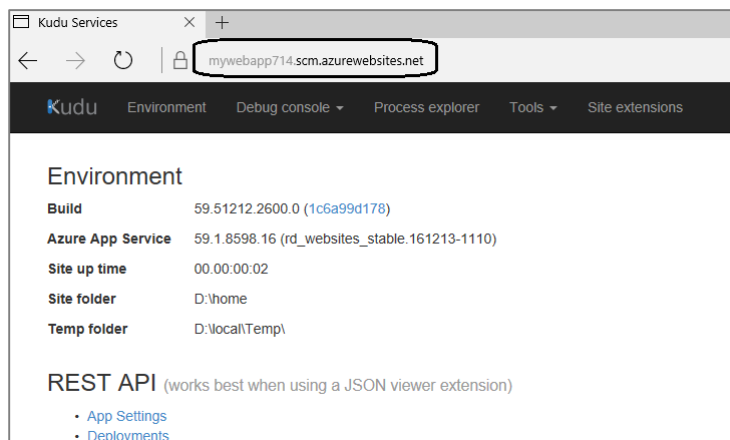 Kudu Services
mywebapp714.scm.azurewebsites.net
Kudu Environment Debug console Process explorer Tools Site extensions
Environment
Build 59.51212.2600.0 (1c6a99d178)
Azure App Service 59.1.8598.16 (rd_websites_stable.161213-1110)
Site up time 00.00:00:02
Site folder D:\home
Temp folder D:\local\Temp\
REST API (works best when using a JSON viewer extension)
• App Settings
• Deployments